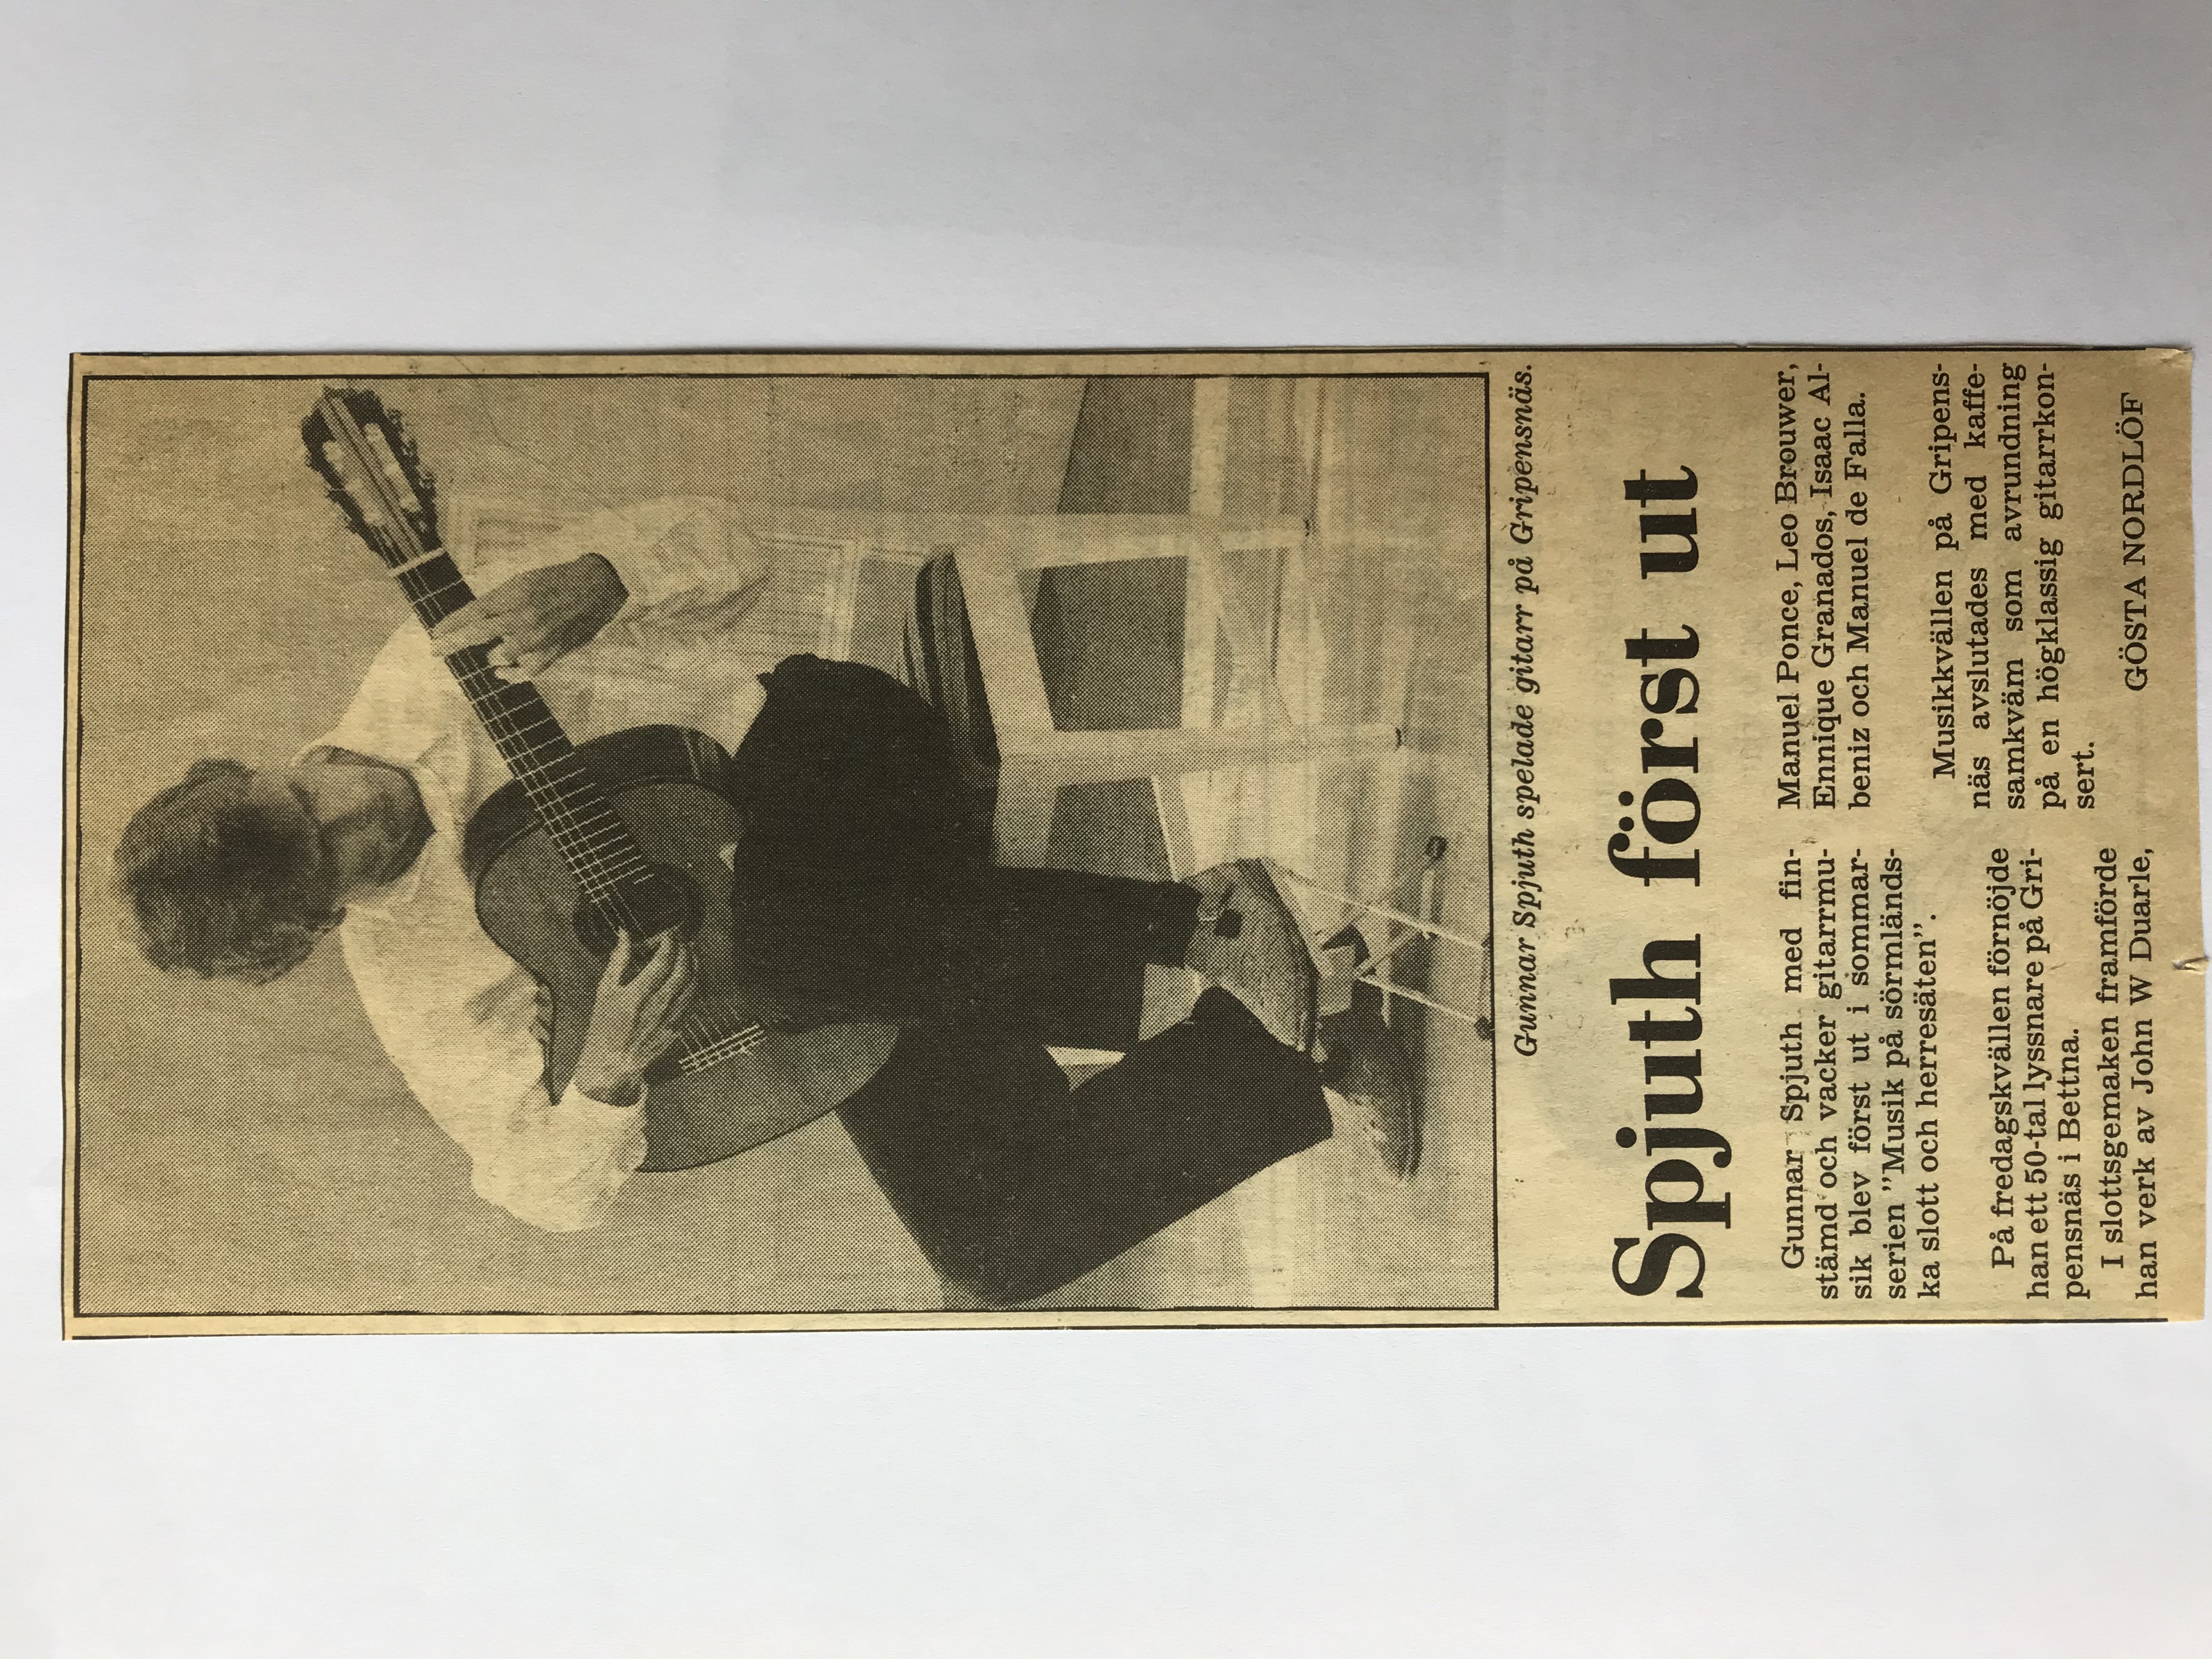 Gunnar Spjuth spelade gitarr på Gripensnäs.
Spjuth först ut
Gunnar Spjuth med fin-
stämd och vacker gitarrmu-
sik blev först ut i sommar-
serien ”Musik på sörmländs-
ka slott och herresäten”.
På fredagskvällen förnöjde
han ett 50-tal lyssnare på Gri-
pensnäs i Bettna.
I slottsgemaken framförde
han verk av John W Duarle,
Manuel Ponce, Leo Brouwer,
Ennique Granados, Isaac Al-
beniz och Manuel de Falla.
Musikkvällen på Gripens-
näs avslutades med kaffe-
samkväm som avrundning
på en högklassig gitarrkon-
sert.
GÖSTA NORDLÖF